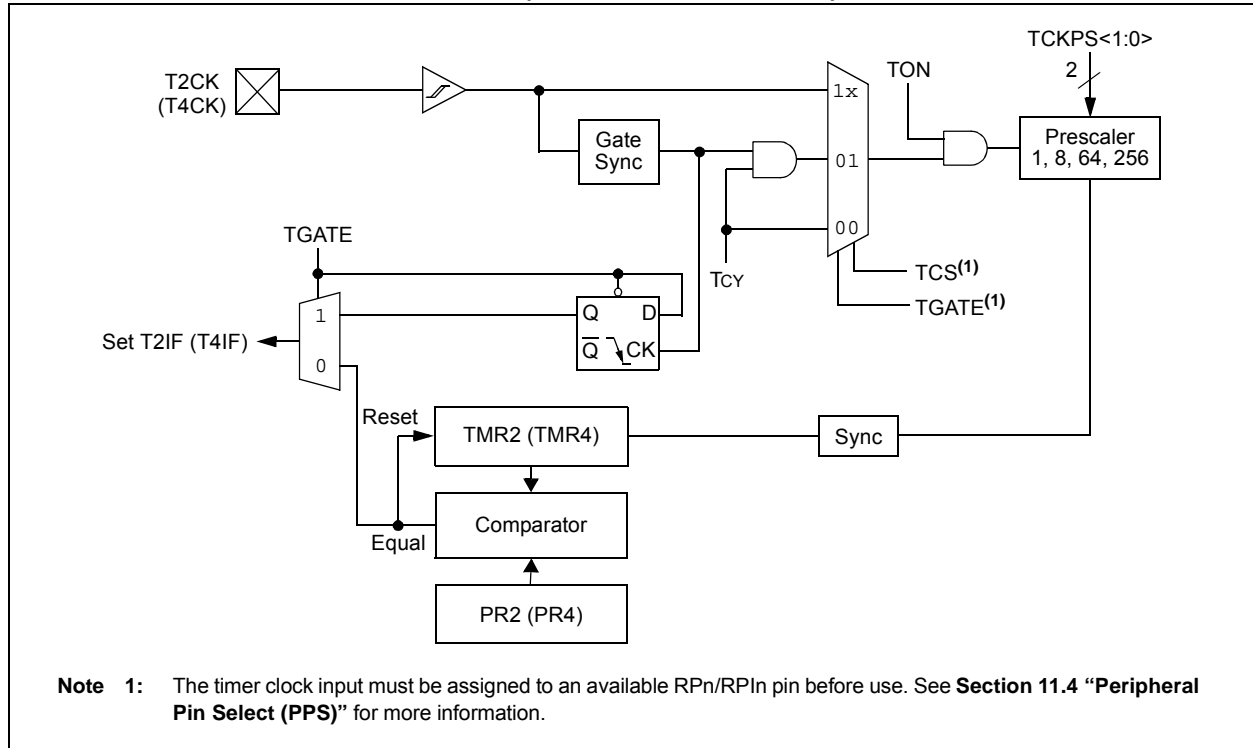 TCKPS<1:0>
2
TON
T2CK
(T4CK)
1x
Gate
Sync
01
Prescaler
1, 8, 64, 256
00
TGATE
TCY
TCS(1)
TGATE(1)
1
Q
D
Set T2IF (T4IF)
Q
CK
0
Reset
TMR2 (TMR4)
Sync
Comparator
Equal
PR2 (PR4)
Note 1: The timer clock input must be assigned to an available RPn/RPIn pin before use. See Section 11.4 “Peripheral
Pin Select (PPS)” for more information.